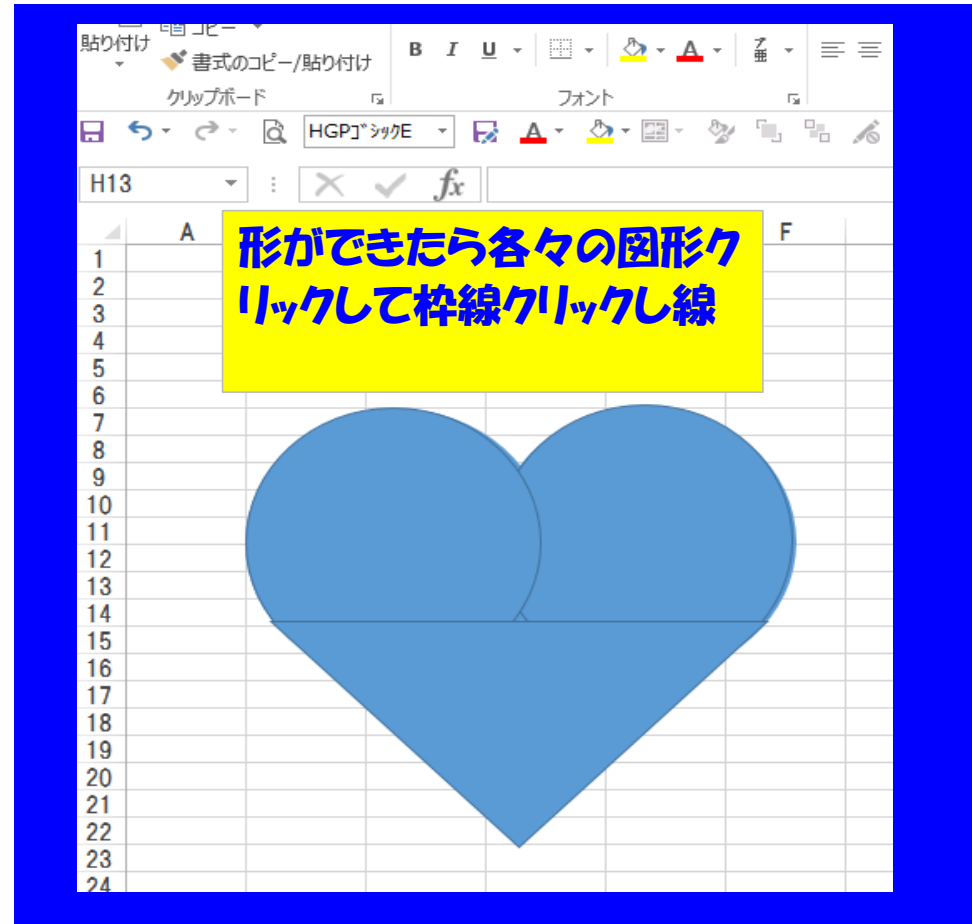 コピー
貼り付け
書式のコピー/貼り付け
B I U A
ア
亜
クリップボード フォント
HGPｺﾞｼｯｸE A
H13 fx
A F
形ができたら各々の図形ク
リックして枠線クリックし線
1
2
3
4
5
6
7
8
9
10
11
12
13
14
15
16
17
18
19
20
21
22
23
24